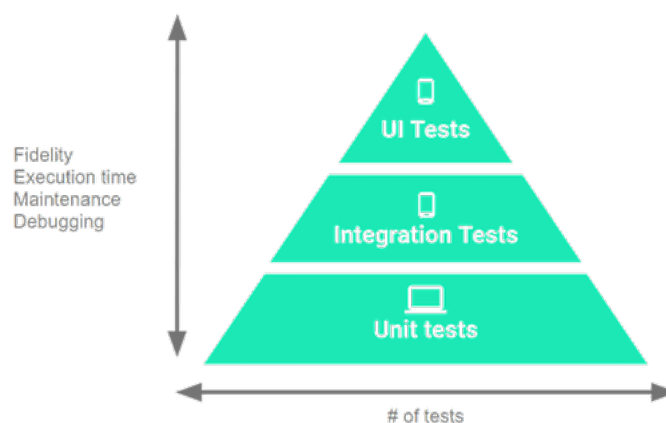 UI Tests
Fidelity
Execution time
Maintenance
Debugging
Integration Tests
Unit tests
# of tests